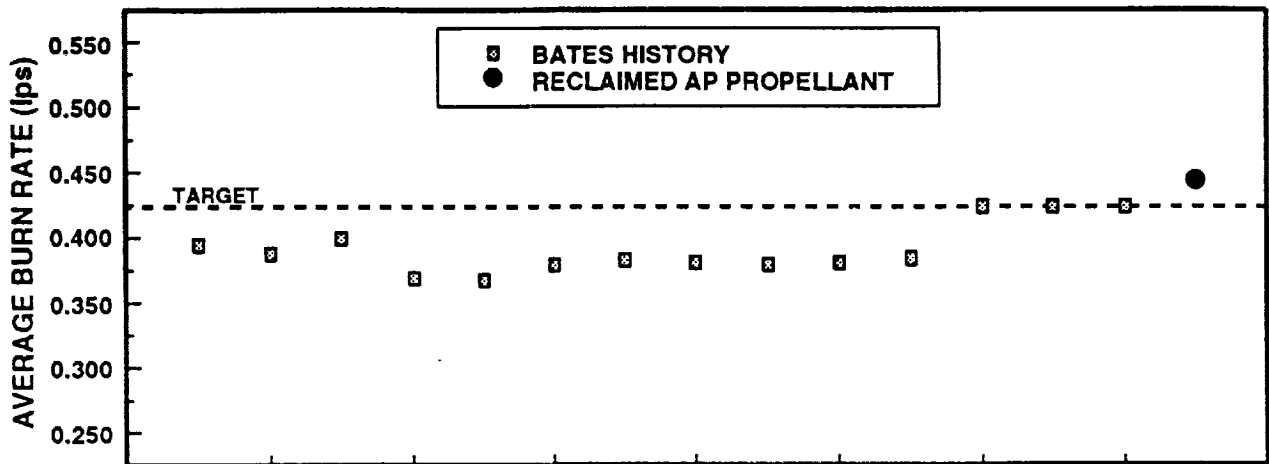 0.550
BATES HISTORY
RECLAIMED AP PROPELLANT
0.500
0.450
TARGET
0.400
0.350
0.300
0.250
AVERAGE BURN RATE (ips)